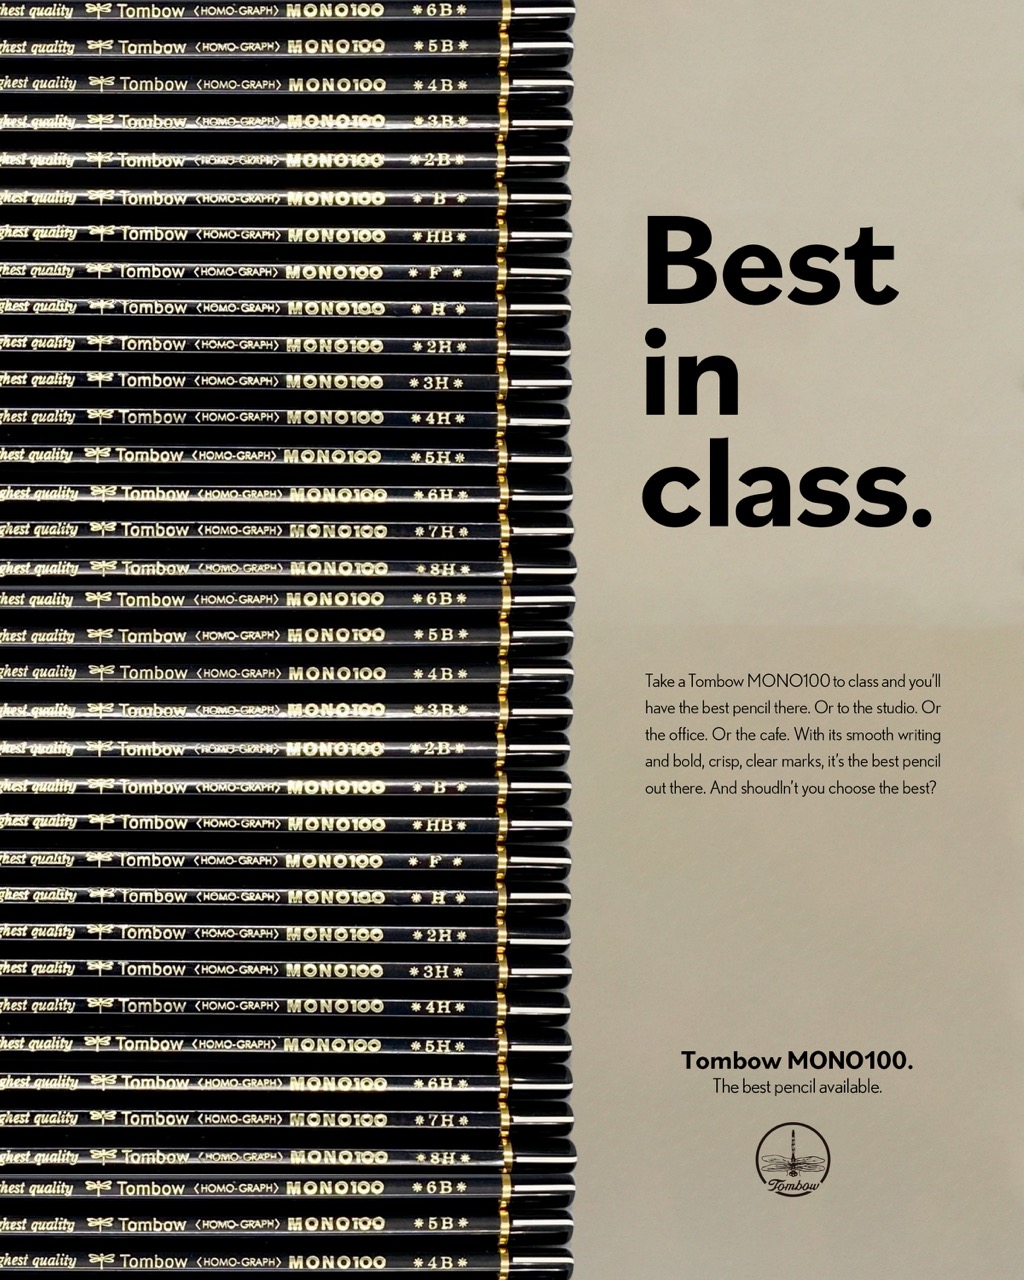 hest quality Tombow <HOMO-GRAPH> MONO100 *6B*
hest quality Tombow <HOMO-GRAPH> MONO100 *5B*
ghest quality Tombow <HOMO-GRAPH> MONO100 *4B*
ghest quality Tombow <HOMO-GRAPH> MONO100 *3B*
ghest quality Tombow <HOMO-GRAPH> MONO100 *2B*
ghest quality Tombow <HOMO-GRAPH> MONO100 * B *
ghest quality Tombow <HOMO-GRAPH> MONO100 *HB*
ghest quality Tombow <HOMO-GRAPH> MONO100 * F *
ghest quality Tombow <HOMO-GRAPH> MONO100 * H *
ghest quality Tombow <HOMO-GRAPH> MONO100 *2H*
ghest quality Tombow <HOMO-GRAPH> MONO100 *3H*
ghest quality Tombow <HOMO-GRAPH> MONO100 *4H*
ghest quality Tombow <HOMO-GRAPH> MONO100 *5H*
ghest quality Tombow <HOMO-GRAPH> MONO100 *6H*
ghest quality Tombow <HOMO-GRAPH> MONO100 *7H*
ghest quality Tombow <HOMO-GRAPH> MONO100 *8H*
hest quality Tombow <HOMO-GRAPH> MONO100 *6B*
hest quality Tombow <HOMO-GRAPH> MONO100 *5B*
ghest quality Tombow <HOMO-GRAPH> MONO100 *4B*
ghest quality Tombow <HOMO-GRAPH> MONO100 *3B*
ghest quality Tombow <HOMO-GRAPH> MONO100 *2B*
ghest quality Tombow <HOMO-GRAPH> MONO100 * B *
ghest quality Tombow <HOMO-GRAPH> MONO100 *HB*
ghest quality Tombow <HOMO-GRAPH> MONO100 * F *
ghest quality Tombow <HOMO-GRAPH> MONO100 * H *
ghest quality Tombow <HOMO-GRAPH> MONO100 *2H*
ghest quality Tombow <HOMO-GRAPH> MONO100 *3H*
ghest quality Tombow <HOMO-GRAPH> MONO100 *4H*
ghest quality Tombow <HOMO-GRAPH> MONO100 *5H*
ghest quality Tombow <HOMO-GRAPH> MONO100 *6H*
ghest quality Tombow <HOMO-GRAPH> MONO100 *7H*
ghest quality Tombow <HOMO-GRAPH> MONO100 *8H*
hest quality Tombow <HOMO-GRAPH> MONO100 *6B*
hest quality Tombow <HOMO-GRAPH> MONO100 *5B*
ghest quality Tombow <HOMO-GRAPH> MONO100 *4B*
Best
in
class.
Take a Tombow MONO100 to class and you’ll
have the best pencil there. Or to the studio. Or
the office. Or the cafe. With its smooth writing
and bold, crisp, clear marks, it’s the best pencil
out there. And shoudln’t you choose the best?
Tombow MONO100.
The best pencil available.
Tombow